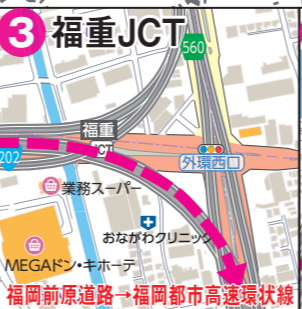 3 福重JCT
560
福重
JCT
202
外環西口
業務スーパー
おながわクリニック
MEGAドン・キホーテ
福岡前原道路→福岡都市高速環状線